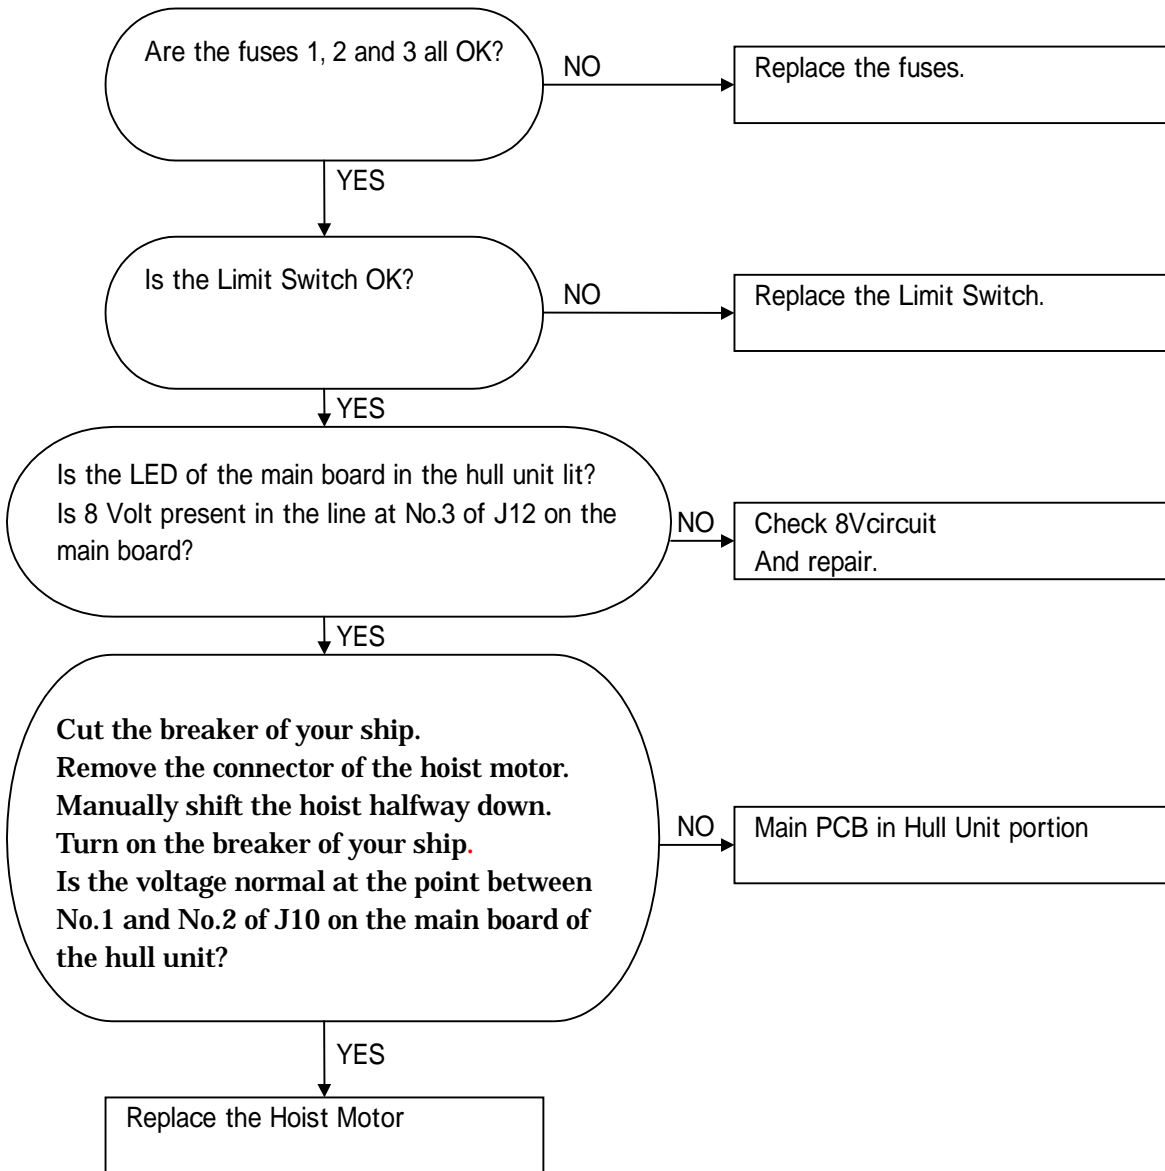 Are the fuses 1, 2 and 3 all OK?
NO
Replace the fuses.
YES
Is the Limit Switch OK?
NO
Replace the Limit Switch.
YES
Is the LED of the main board in the hull unit lit?
Is 8 Volt present in the line at No.3 of J12 on the
main board?
NO
Check 8Vcircuit
And repair.
YES
Cut the breaker of your ship.
Remove the connector of the hoist motor.
Manually shift the hoist halfway down.
Turn on the breaker of your ship.
Is the voltage normal at the point between
No.1 and No.2 of J10 on the main board of
the hull unit?
NO
Main PCB in Hull Unit portion
YES
Replace the Hoist Motor